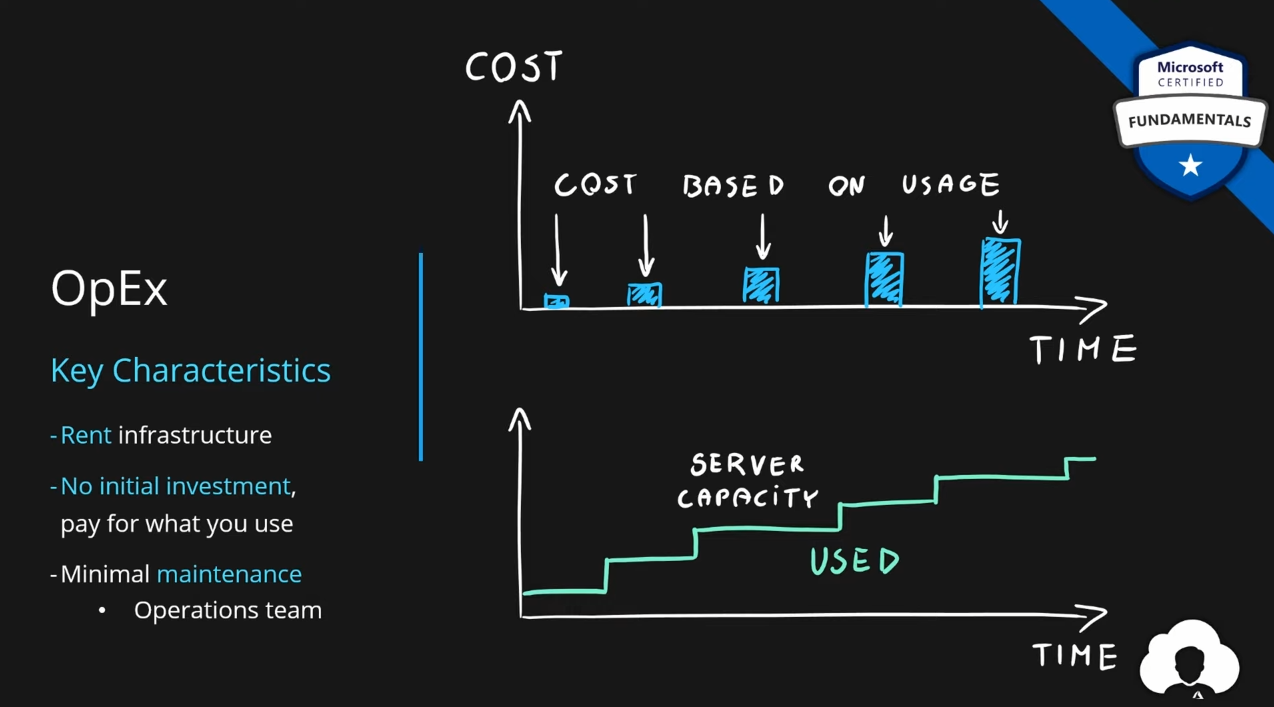 OpEx
Key Characteristics
-Rent infrastructure
-No initial investment,
pay for what you use
-Minimal maintenance
• Operations team
COST
COST BASED ON USAGE
TIME
SERVER
CAPACITY
USED
TIME
Microsoft
CERTIFIED
FUNDAMENTALS